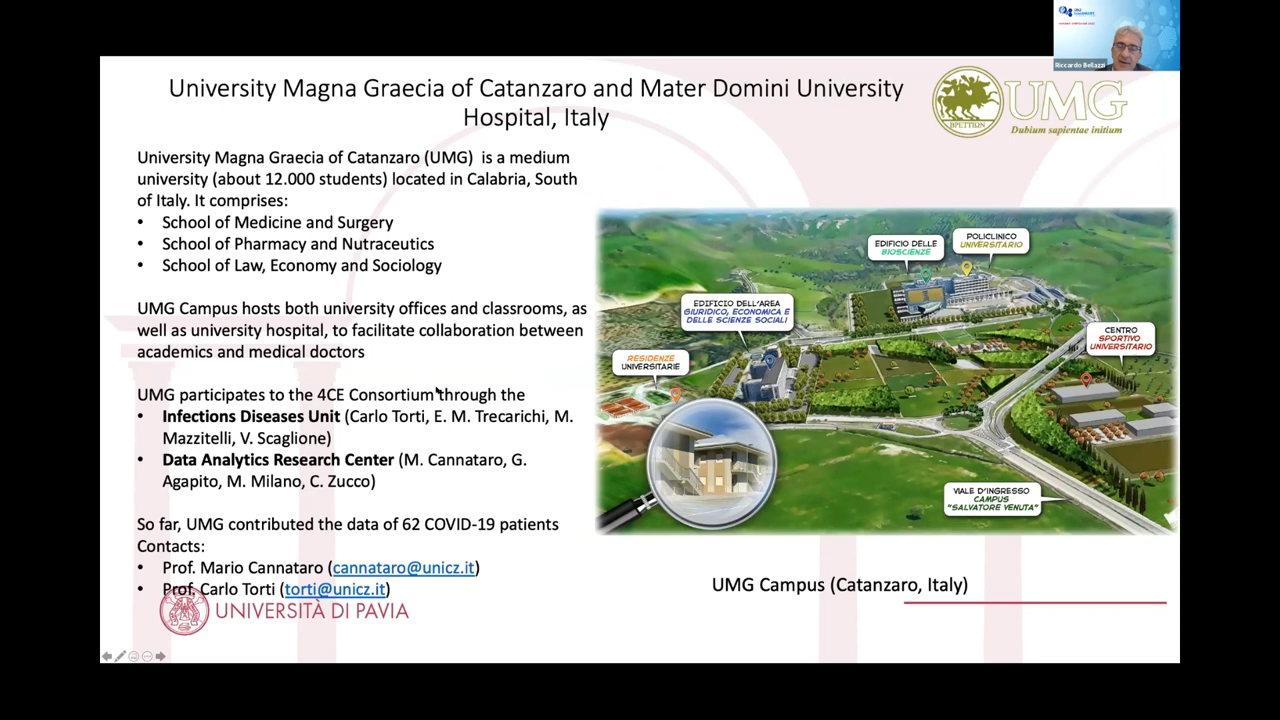 Riccardo Bellazzi
University Magna Graecia of Catanzaro and Mater Domini University
Hospital, Italy
UMG
Dubium sapientae initium
University Magna Graecia of Catanzaro (UMG) is a medium
university (about 12.000 students) located in Calabria, South
of Italy. It comprises:
• School of Medicine and Surgery
• School of Pharmacy and Nutraceutics
• School of Law, Economy and Sociology
UMG Campus hosts both university offices and classrooms, as
well as university hospital, to facilitate collaboration between
academics and medical doctors
UMG participates to the 4CE Consortium through the
• Infections Diseases Unit (Carlo Torti, E. M. Trecarichi, M.
Mazzitelli, V. Scaglione)
• Data Analytics Research Center (M. Cannataro, G.
Agapito, M. Milano, C. Zucco)
So far, UMG contributed the data of 62 COVID-19 patients
Contacts:
• Prof. Mario Cannataro (cannataro@unicz.it)
• Prof. Carlo Torti (torti@unicz.it)
UNIVERSITÀ DI PAVIA
EDIFICIO DELLE
BIOSCIENZE
POLICLINICO
UNIVERSITARIO
EDIFICIO DELL'AREA
GIURIDICO, ECONOMICA E
DELLE SCIENZE SOCIALI
RESIDENZE
UNIVERSITARIE
CENTRO
SPORTIVO
UNIVERSITARIO
VIALE D'INGRESSO
CAMPUS
"SALVATORE VENUTA"
UMG Campus (Catanzaro, Italy)